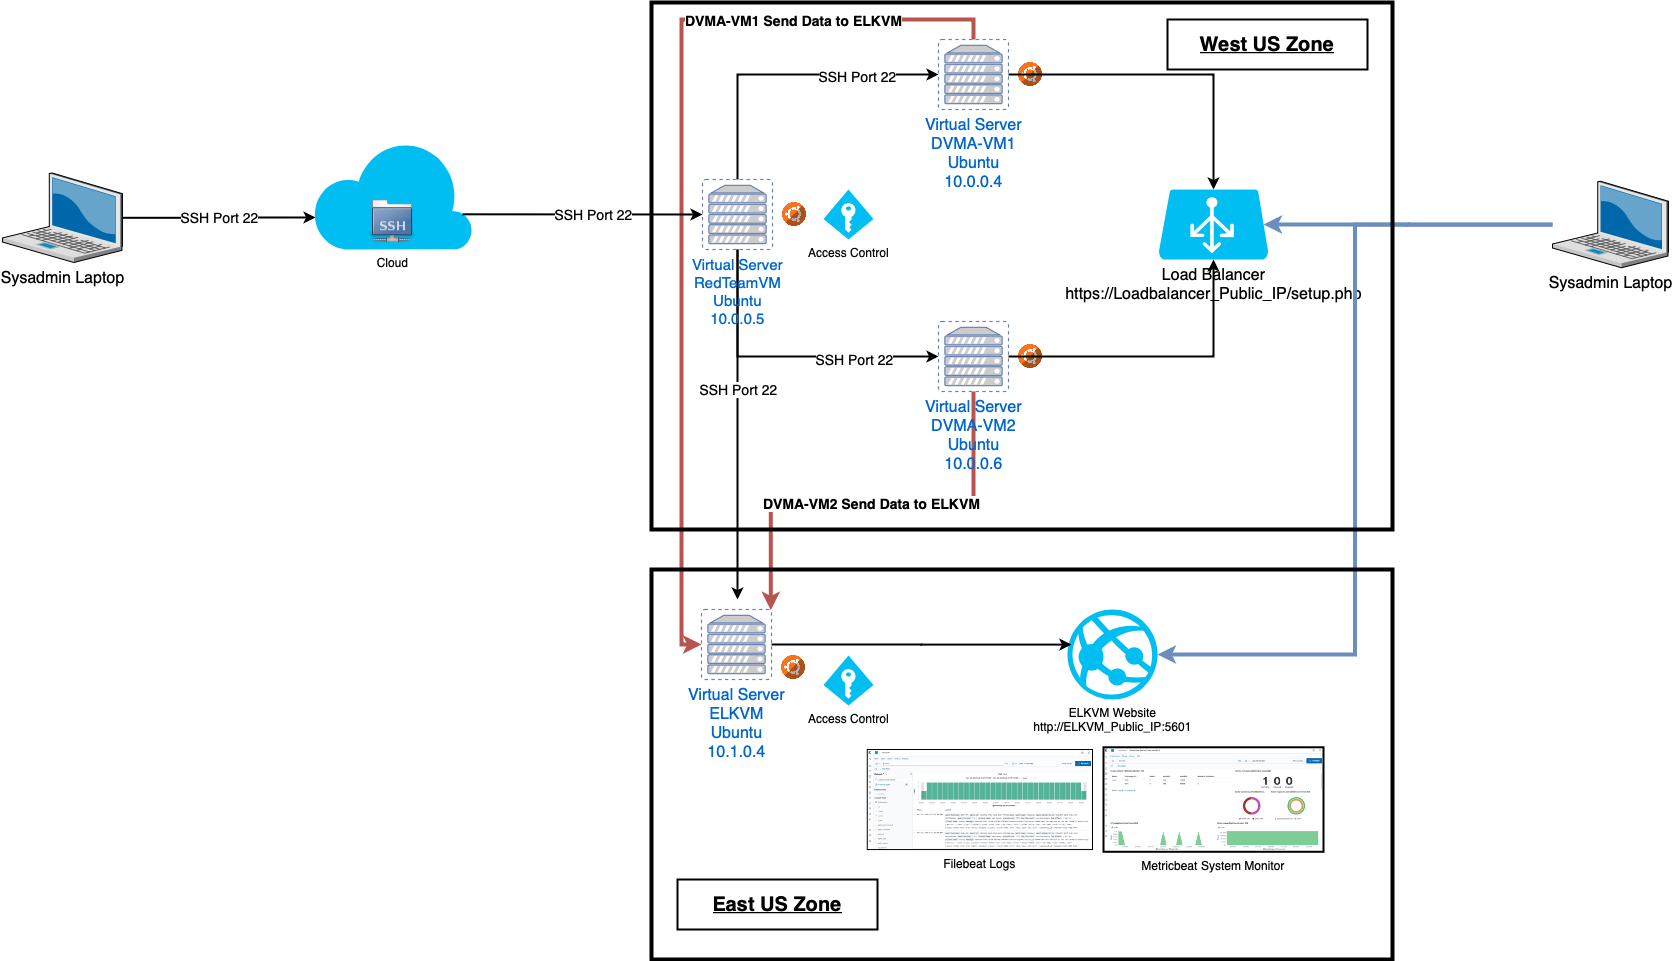 DVMA-VM1 Send Data to ELKVM
West US Zone
SSH Port 22
Virtual Server
DVMA-VM1
Ubuntu
10.0.0.4
SSH Port 22
SSH
Cloud
SSH Port 22
Sysadmin Laptop
Virtual Server
RedTeamVM
Ubuntu
10.0.0.5
Access Control
Load Balancer
https://Loadbalancer_Public_IP/setup.php
Sysadmin Laptop
SSH Port 22
SSH Port 22
Virtual Server
DVMA-VM2
Ubuntu
10.0.0.6
DVMA-VM2 Send Data to ELKVM
Virtual Server
ELKVM
Ubuntu
10.1.0.4
Access Control
ELKVM Website
http://ELKVM_Public_IP:5601
1 0 0
Filebeat Logs
Metricbeat System Monitor
East US Zone